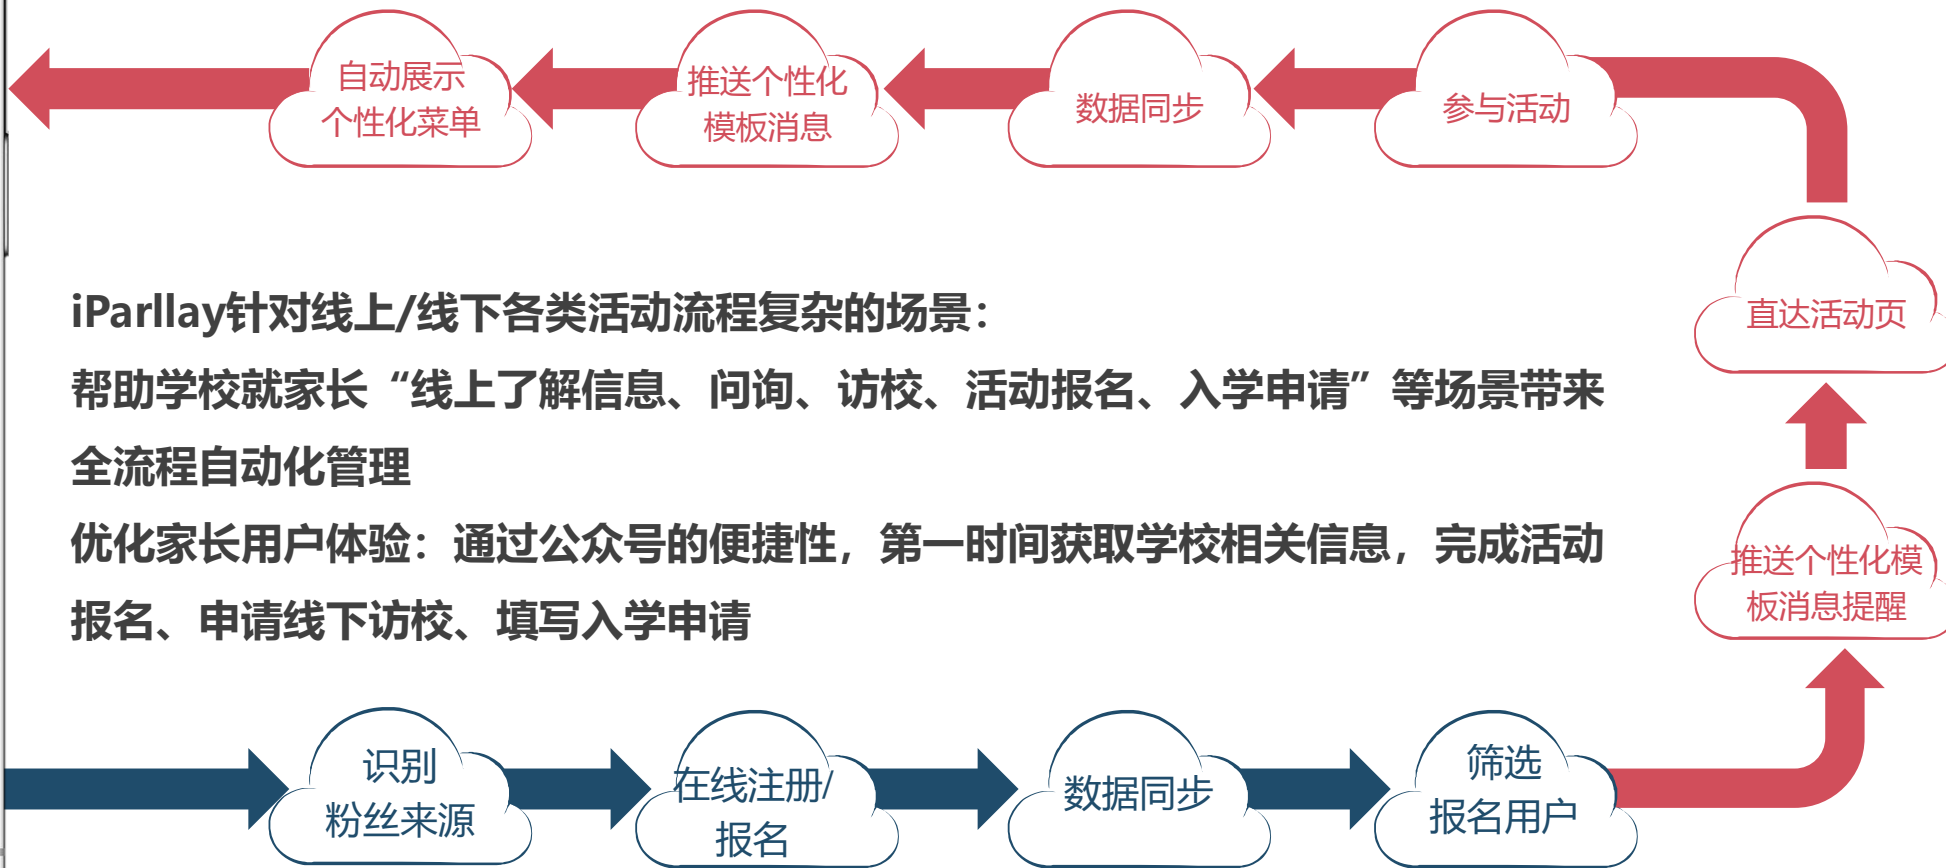 自动展示
个性化菜单
推送个性化
模板消息
数据同步
参与活动
直达活动页
iParllay针对线上/线下各类活动流程复杂的场景：
帮助学校就家长“线上了解信息、问询、访校、活动报名、入学申请”等场景带来
全流程自动化管理
优化家长用户体验：通过公众号的便捷性，第一时间获取学校相关信息，完成活动
报名、申请线下访校、填写入学申请
推送个性化模
板消息提醒
识别
粉丝来源
在线注册/
报名
数据同步
筛选
报名用户